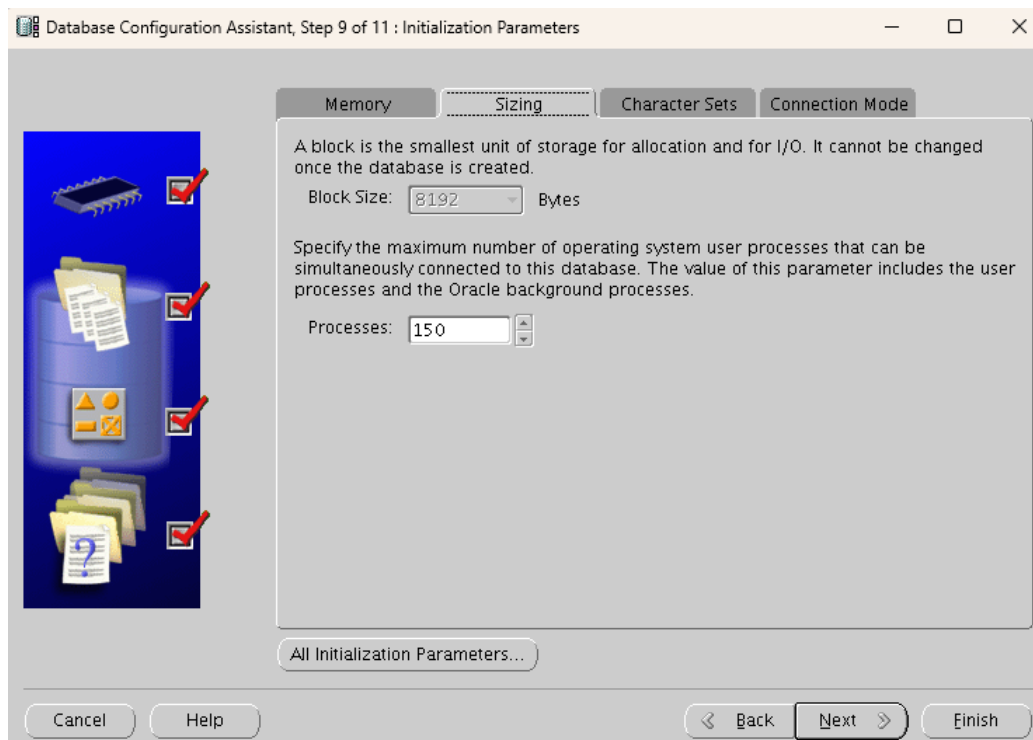 Database Configuration Assistant, Step 9 of 11 : Initialization Parameters
Memory
Sizing
Character Sets
Connection Mode
A block is the smallest unit of storage for allocation and for I/O. It cannot be changed
once the database is created.
Block Size: 8192 Bytes
Specify the maximum number of operating system user processes that can be
simultaneously connected to this database. The value of this parameter includes the user
processes and the Oracle background processes.
Processes: 150
?
All Initialization Parameters...
Cancel
Help
Back
Next
Finish